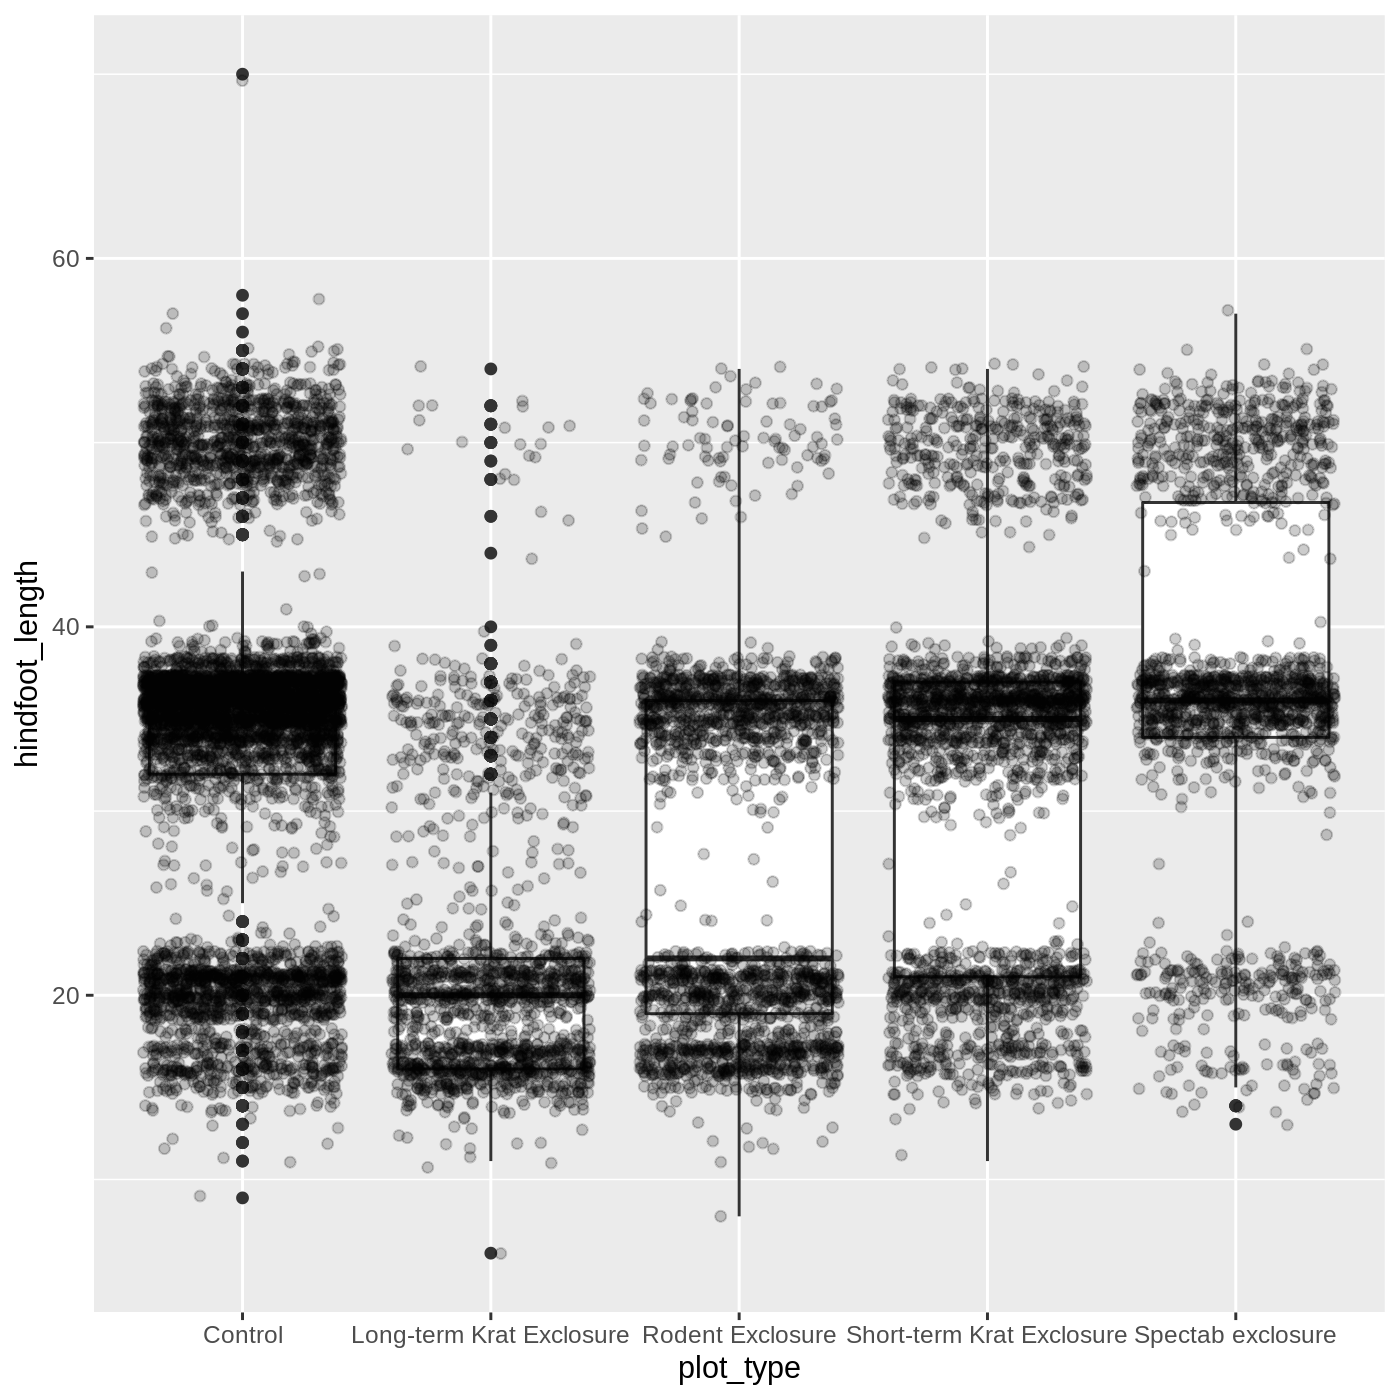 hindfoot_length
60
40
20
Control
Long-term Krat Exclosure
Rodent Exclosure
Short-term Krat Exclosure
Spectab exclosure
plot_type